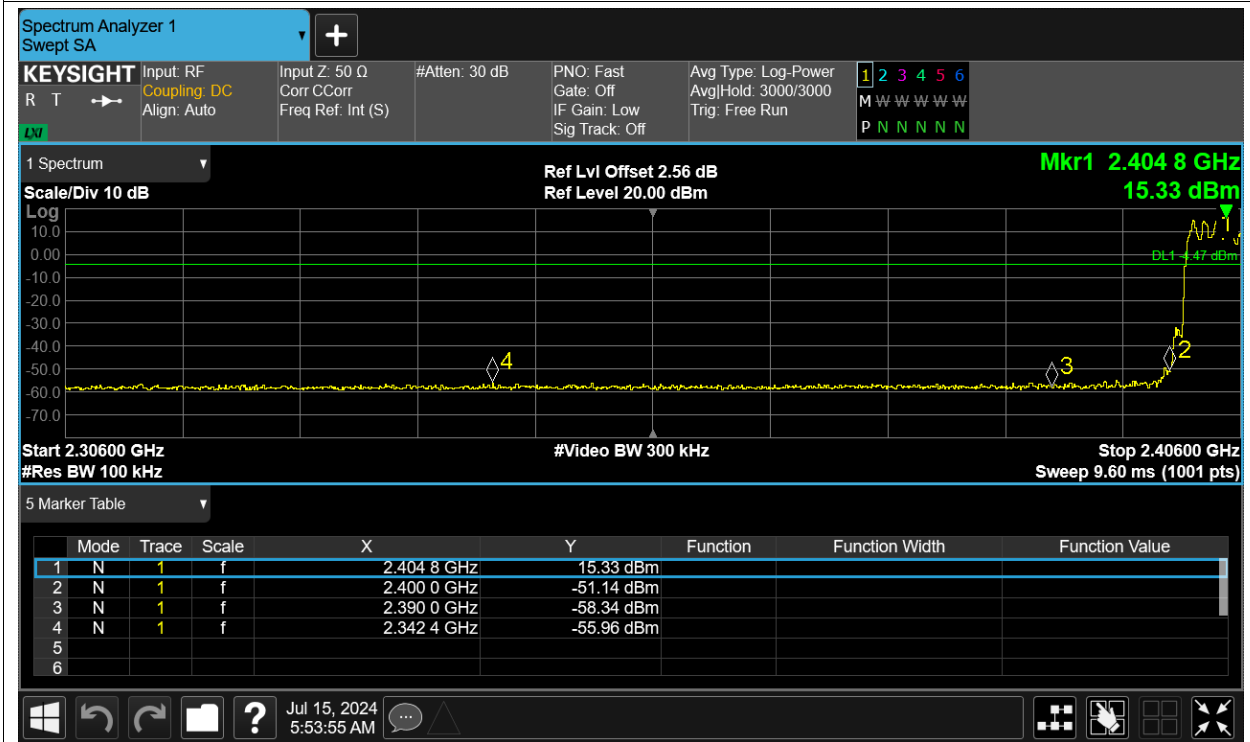 Spectrum Analyzer 1
Swept SA
KEYSIGHT
R T
LXI
Input: RF
Coupling: DC
Align: Auto
Input Z: 50 Ω
Corr CCorr
Freq Ref: Int (S)
#Atten: 30 dB
PNO: Fast
Gate: Off
IF Gain: Low
Sig Track: Off
Avg Type: Log-Power
Avg|Hold: 3000/3000
Trig: Free Run
1 2 3 4 5 6
M W W W W W
P N N N N N
1 Spectrum
Scale/Div 10 dB
Ref Lvl Offset 2.56 dB
Ref Level 20.00 dBm
Mkr1 2.404 8 GHz
15.33 dBm
Log
10.0
0.00
-10.0
-20.0
-30.0
-40.0
-50.0
-60.0
-70.0
DL1 -4.47 dBm
1
2
3
4
Start 2.30600 GHz
#Res BW 100 kHz
#Video BW 300 kHz
Stop 2.40600 GHz
Sweep 9.60 ms (1001 pts)
5 Marker Table
Mode Trace Scale X Y Function Function Width Function Value
1 N 1 f 2.404 8 GHz 15.33 dBm
2 N 1 f 2.400 0 GHz -51.14 dBm
3 N 1 f 2.390 0 GHz -58.34 dBm
4 N 1 f 2.342 4 GHz -55.96 dBm
5
6
?
Jul 15, 2024
5:53:55 AM